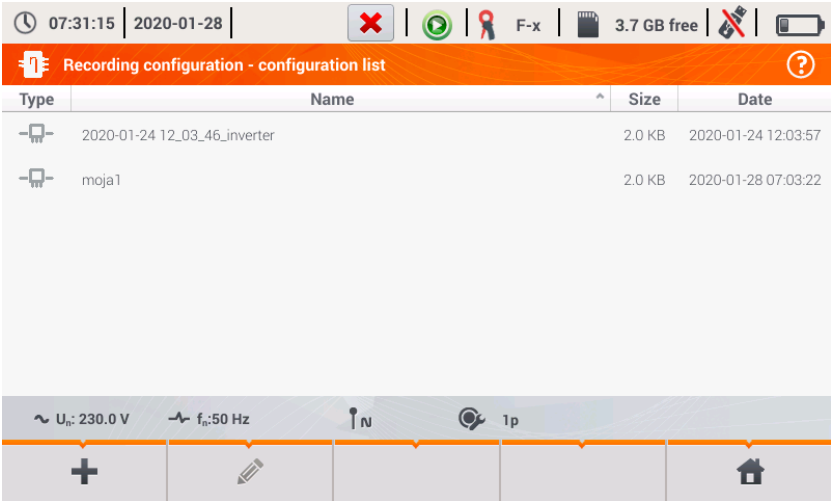 07:31:15 2020-01-28 F-x 3.7 GB free
Recording configuration - configuration list ?
Type Name Size Date
2020-01-24 12_03_46_inverter 2.0 KB 2020-01-24 12:03:57
moja1 2.0 KB 2020-01-28 07:03:22
Un: 230.0 V fn:50 Hz N 1p